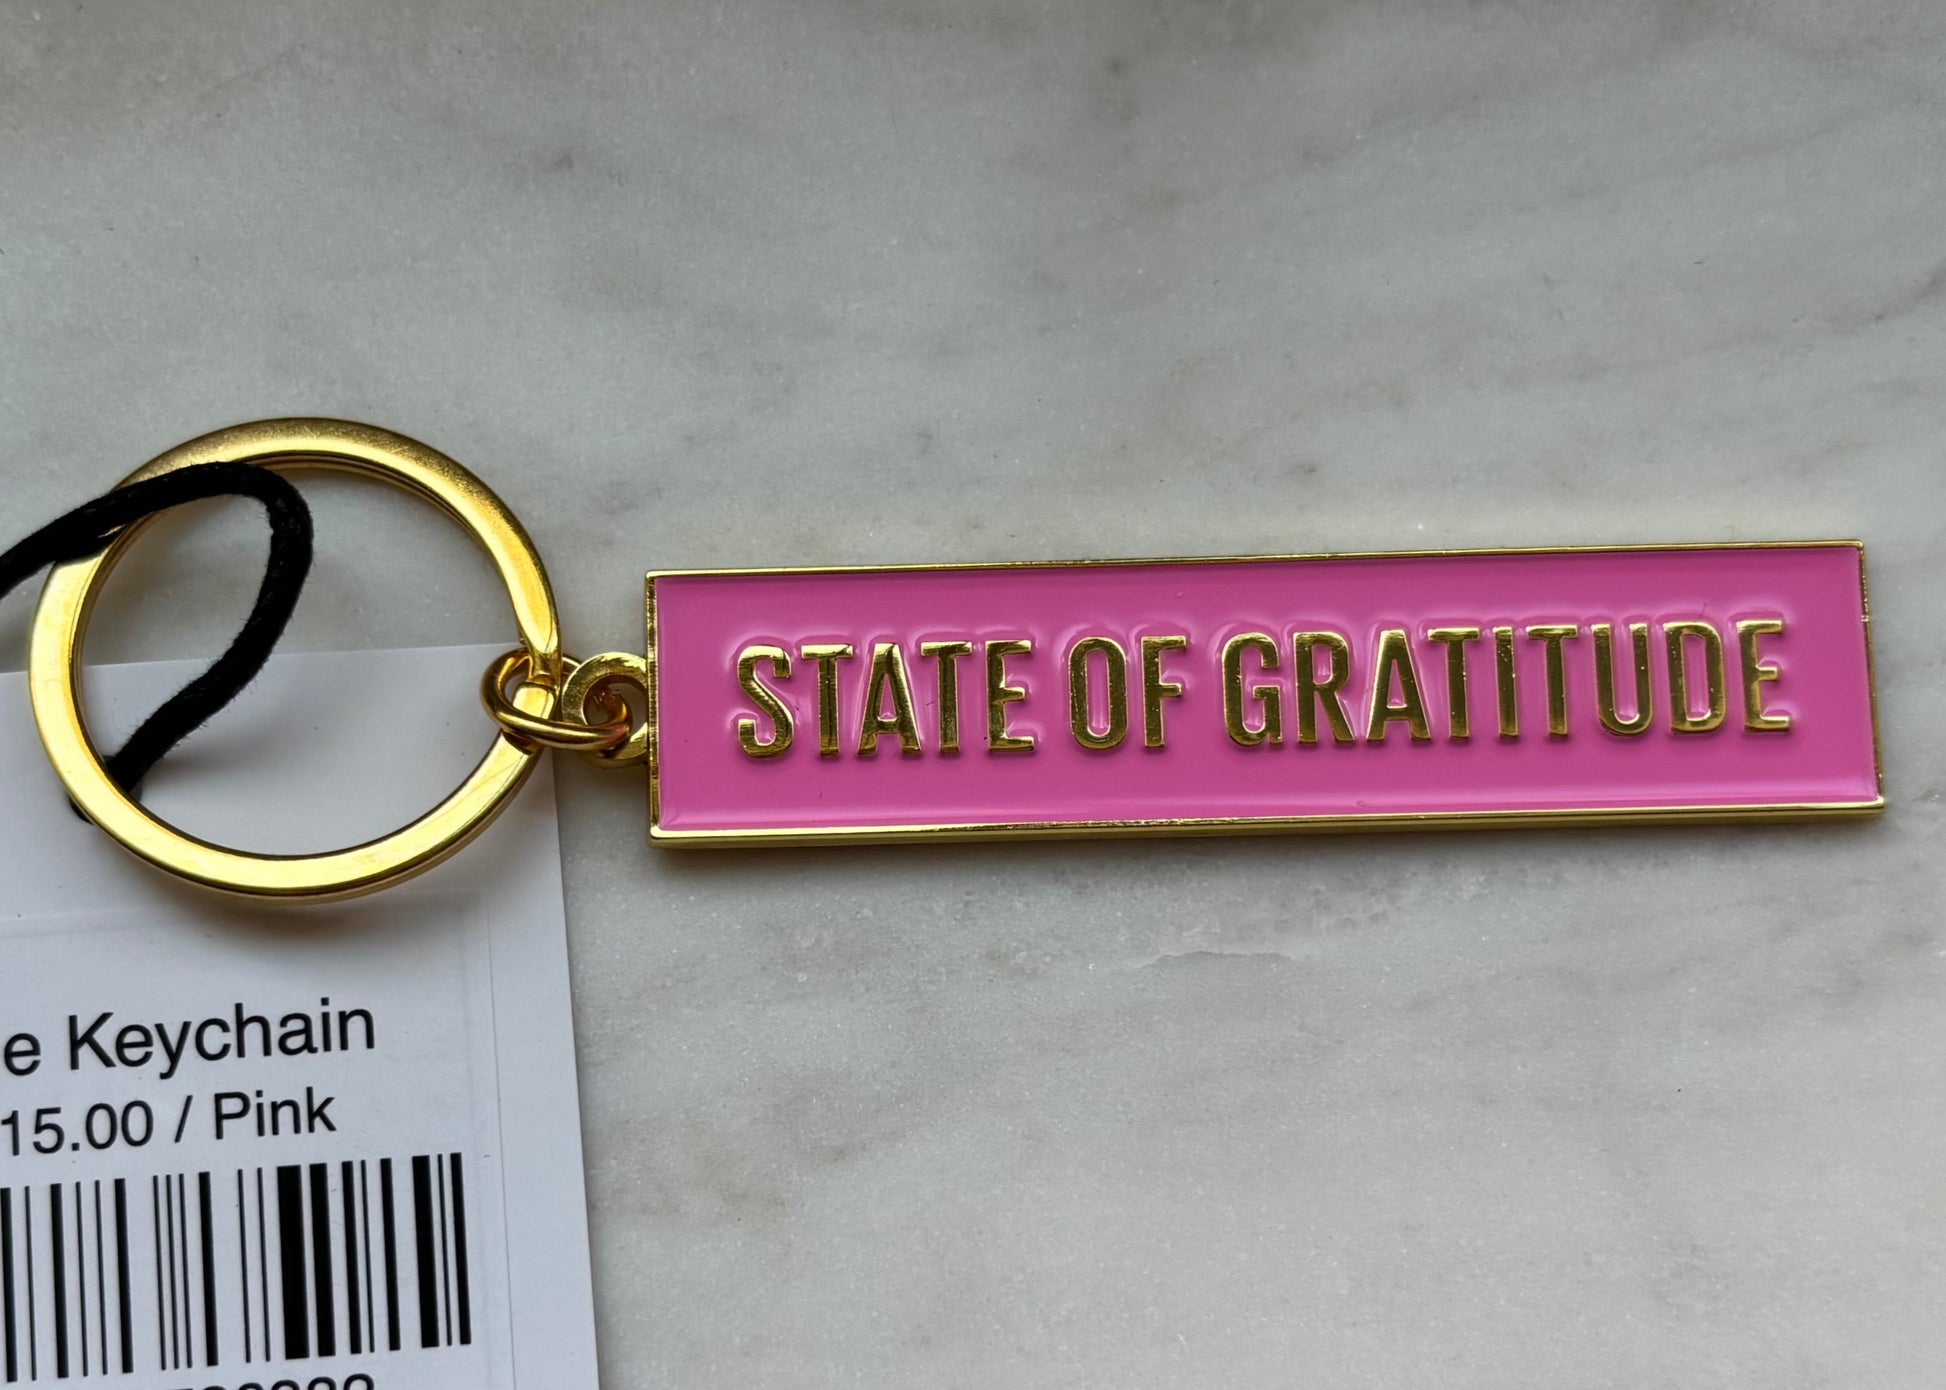 STATE OF GRATITUDE
e Keychain
15.00 / Pink